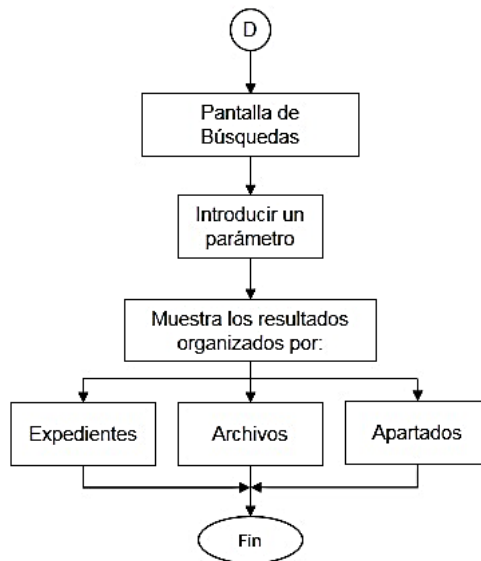 D
Pantalla de
Búsquedas
Introducir un
parámetro
Muestra los resultados
organizados por:
Expedientes
Archivos
Apartados
Fin